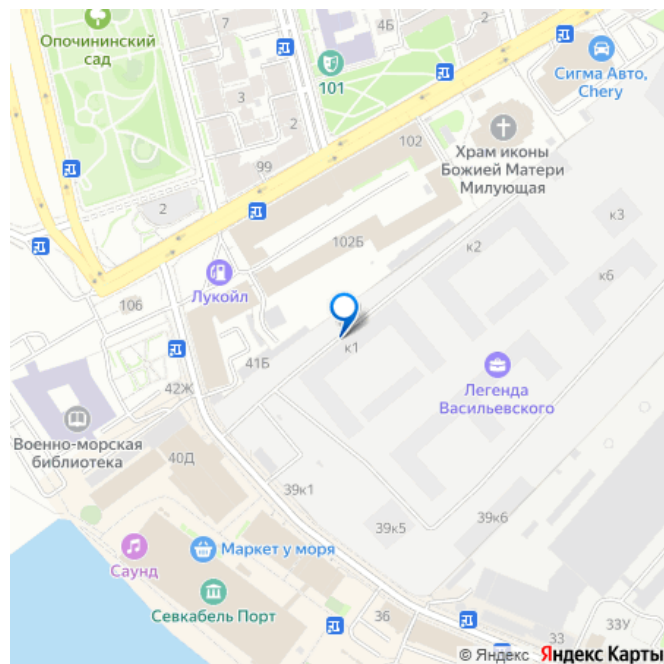 Опочининский
сад
7
4Б
101
3
2
Сигма Авто,
Chery
102
99
Храм иконы
Божией Матери
Милующая
2
к3
102Б
к2
к6
Лукойл
106
к1
41Б
42Ж
Легенда
Васильевского
Военно-морская
библиотека
40Д
39к1
39к6
39к5
Маркет у моря
Саунд
Севкабель Порт
36
33
33У
© Яндекс Яндекс Карты